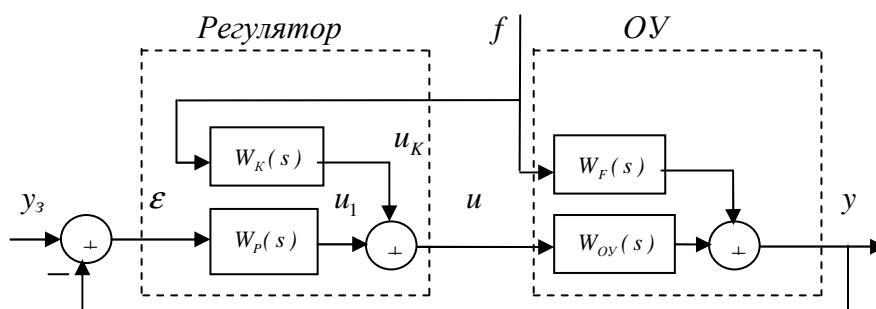 Регулятор
f
ОУ
W_K(s)
u_K
W_F(s)
y_з
ε
u_1
u
y
+
W_P(s)
+
W_ОУ(s)
+
−